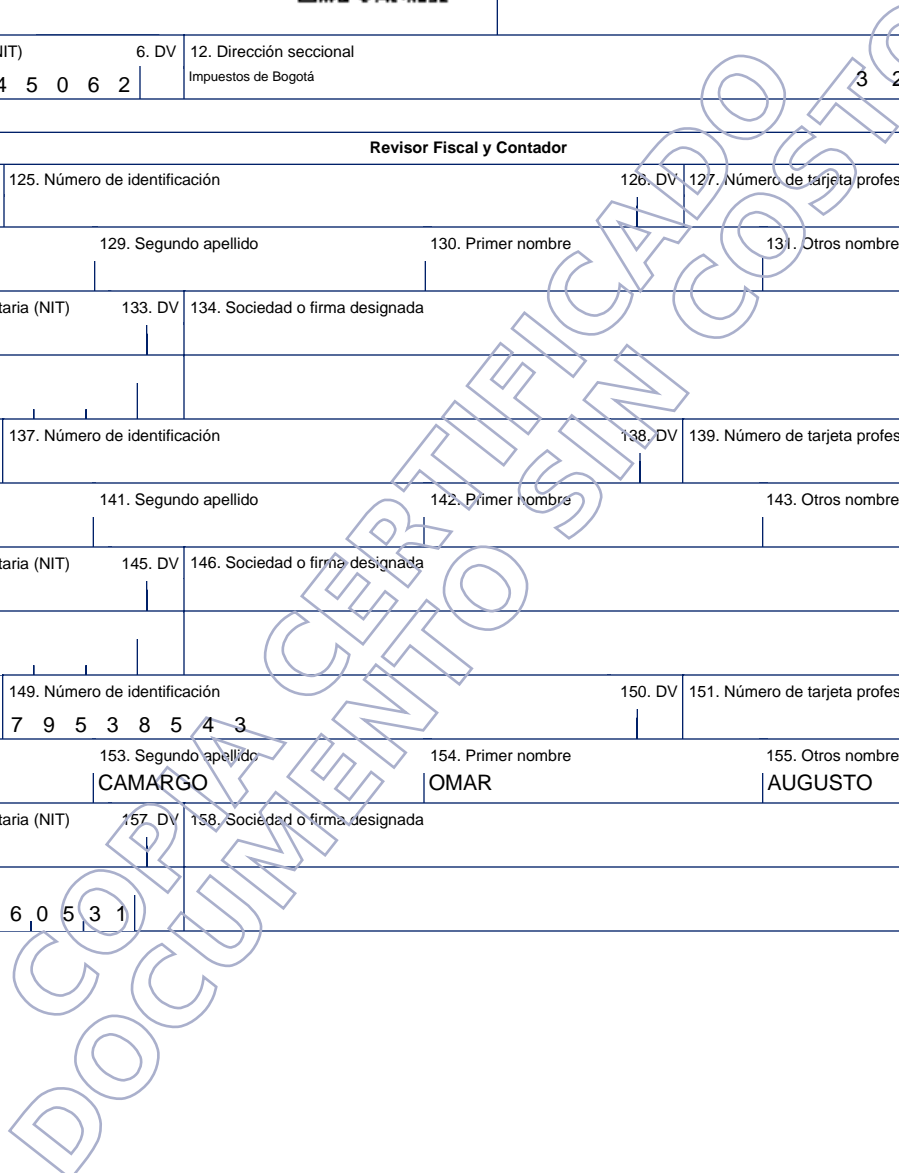 IT) 6. DV 12. Dirección seccional
4 5 0 6 2 Impuestos de Bogotá 3 2
Revisor Fiscal y Contador
125. Número de identificación 126. DV 127. Número de tarjeta profes
129. Segundo apellido 130. Primer nombre 131. Otros nombre
taria (NIT) 133. DV 134. Sociedad o firma designada
137. Número de identificación 138. DV 139. Número de tarjeta profes
141. Segundo apellido 142. Primer nombre 143. Otros nombre
taria (NIT) 145. DV 146. Sociedad o firma designada
149. Número de identificación 150. DV 151. Número de tarjeta profes
7 9 5 3 8 5 4 3
153. Segundo apellido 154. Primer nombre 155. Otros nombre
CAMARGO OMAR AUGUSTO
taria (NIT) 157. DV 158. Sociedad o firma designada
6 0 5 3 1
COPIA CERTIFICADO
DOCUMENTO SIN COSTO